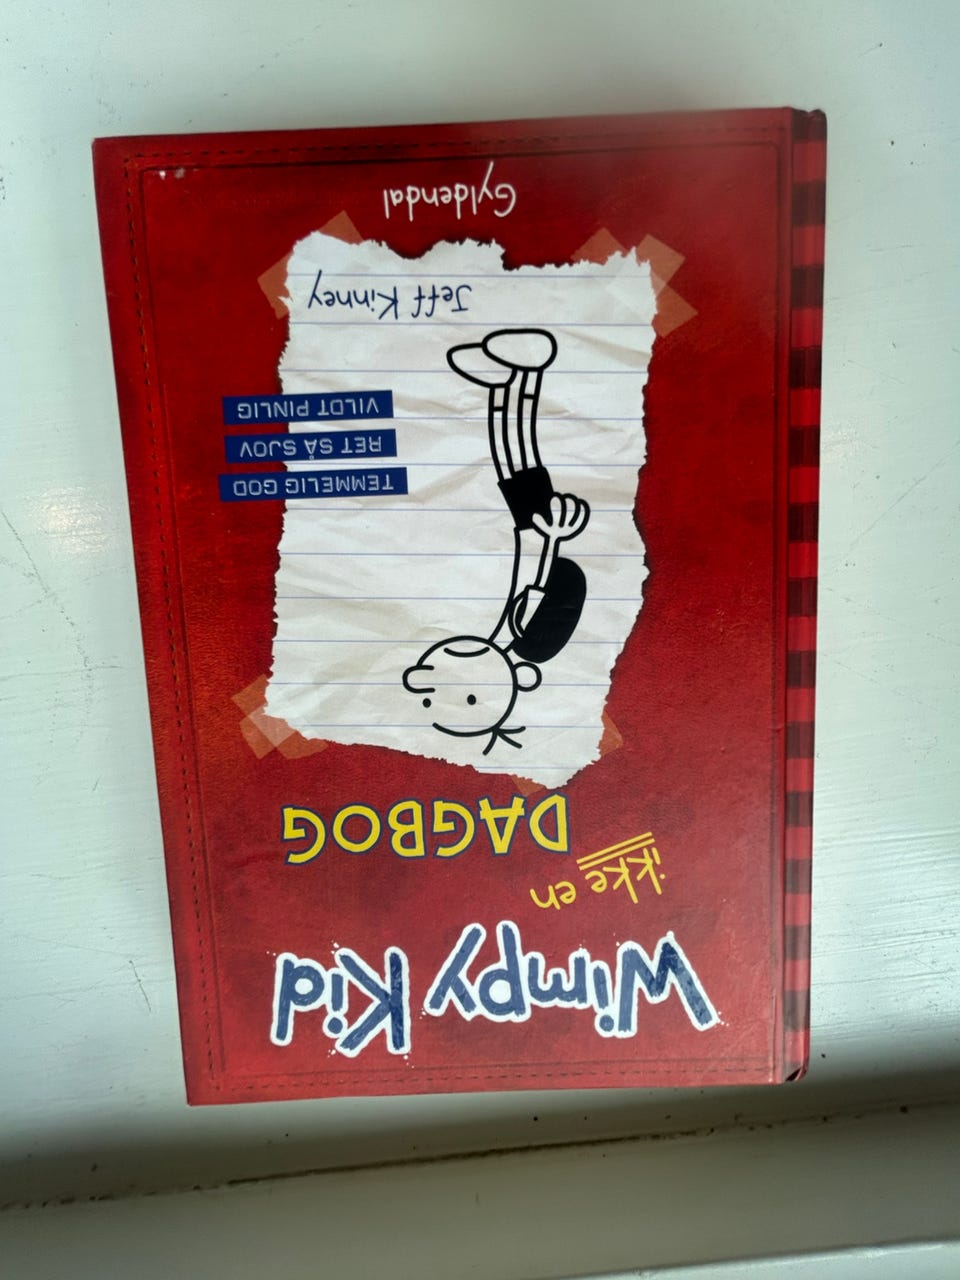 Wimpy Kid
ikke en
DAGBOG
TEMMELIG GOD
RET SÅ SJOV
VILDT PINLIG
Jeff Kinney
Gyldendal